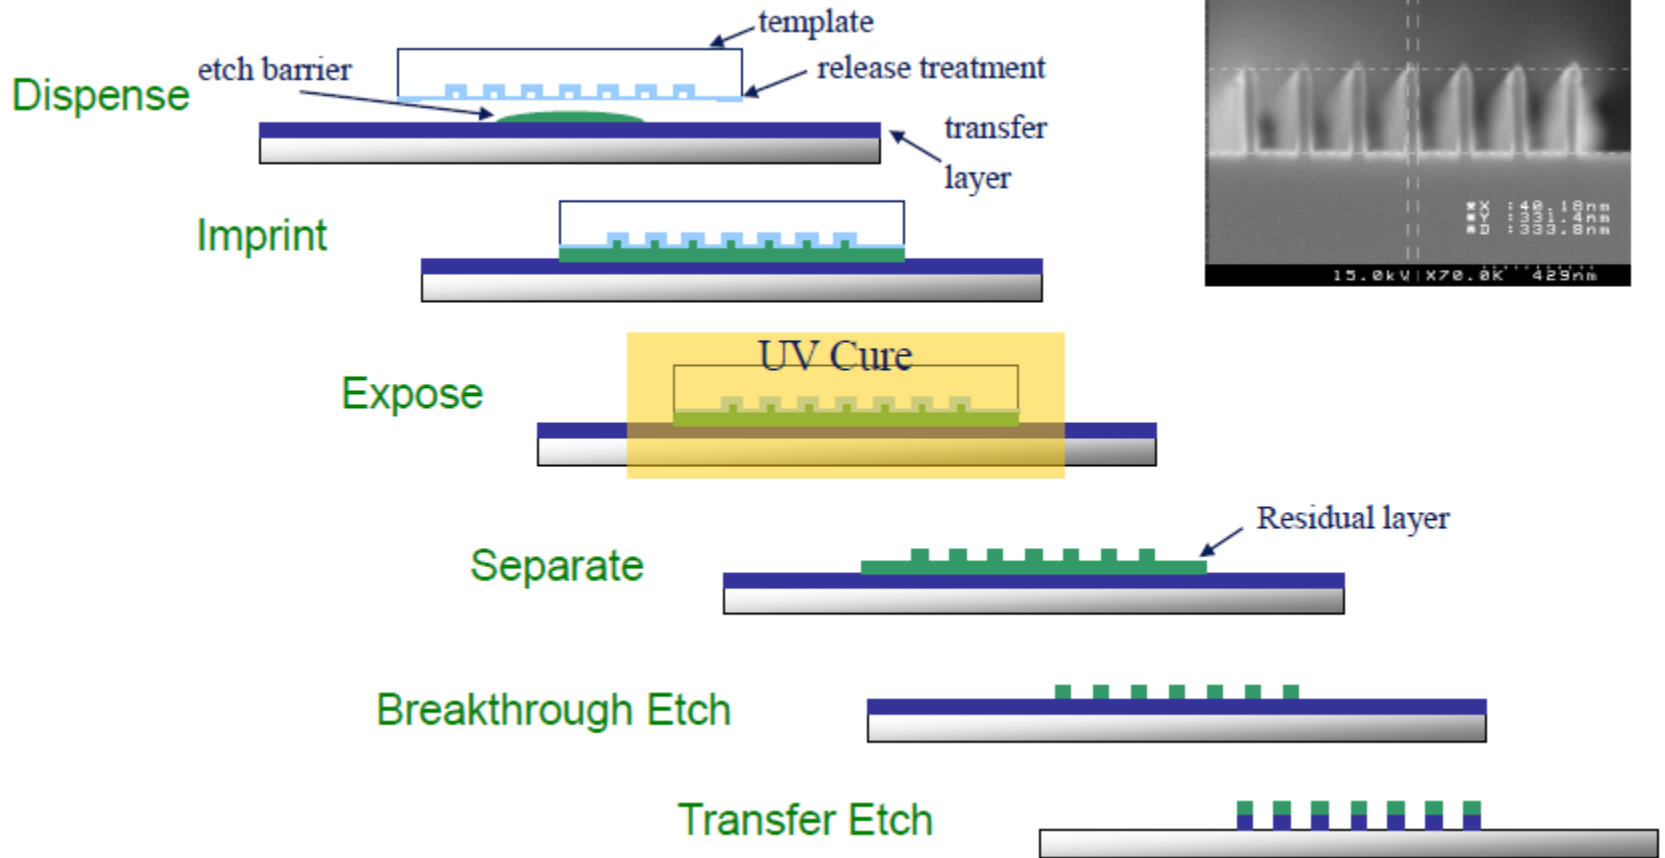 template
etch barrier
release treatment
Dispense
transfer
layer
Imprint
X :40.18nm
Y :331.4nm
D :333.8nm
15.0kV X70.0K 429nm
UV Cure
Expose
Residual layer
Separate
Breakthrough Etch
Transfer Etch